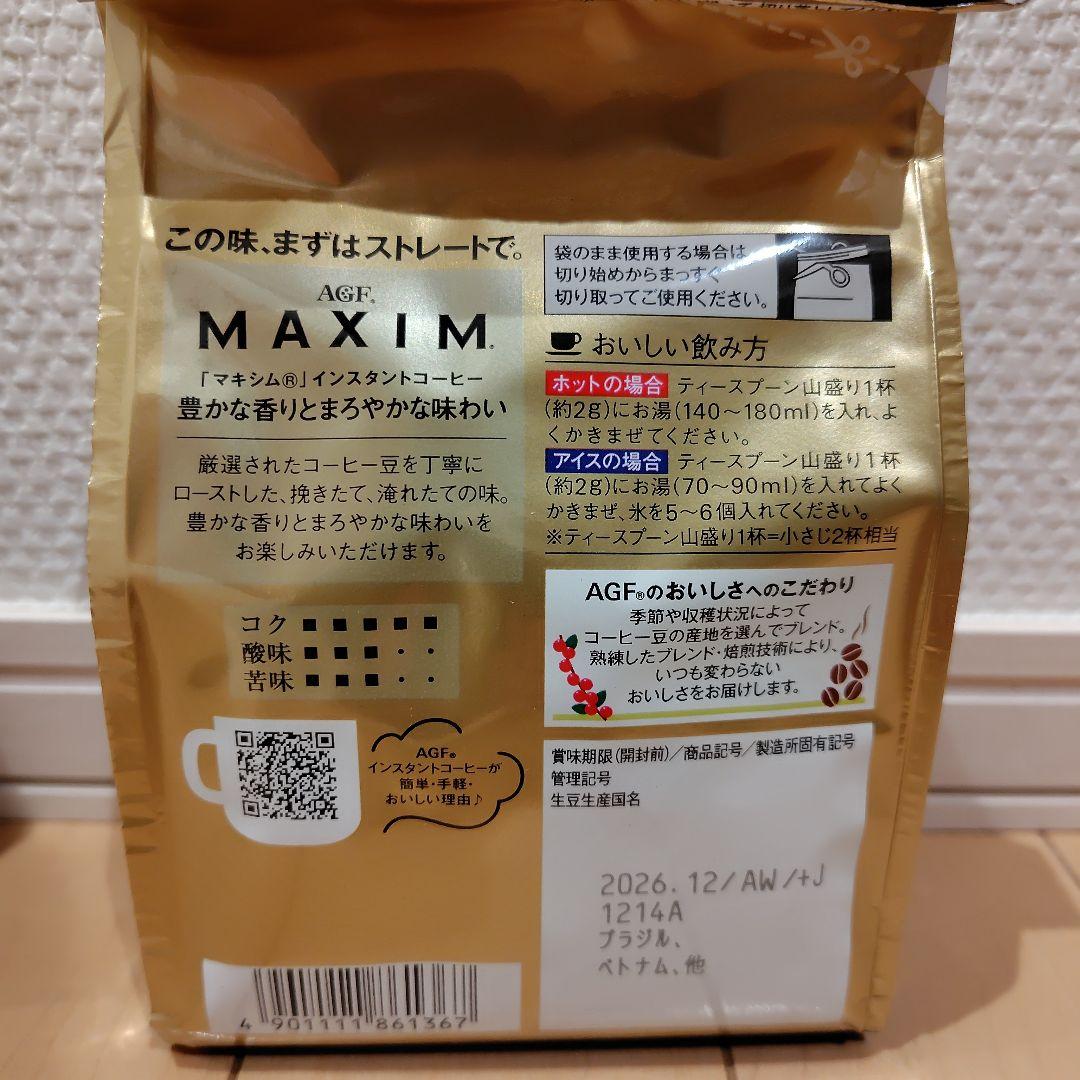 この味、まずはストレートで。
AGF®
MAXIM®
「マキシム®」インスタントコーヒー
豊かな香りとまろやかな味わい
厳選されたコーヒー豆を丁寧に
ローストした、挽きたて、淹れたての味。
豊かな香りとまろやかな味わいを
お楽しみいただけます。
コク ■■■■■
酸味 ■■■・・
苦味 ■■■・・
AGF®
インスタントコーヒーが
簡単・手軽・
おいしい理由♪
4 901111 861367
袋のまま使用する場合は
切り始めからまっすぐ
切り取ってご使用ください。
おいしい飲み方
ホットの場合 ティースプーン山盛り1杯
(約2g)にお湯(140〜180ml)を入れ、よ
くかきまぜてください。
アイスの場合 ティースプーン山盛り1杯
(約2g)にお湯(70〜90ml)を入れてよく
かきまぜ、氷を5〜6個入れてください。
※ティースプーン山盛り1杯=小さじ2杯相当
AGF®のおいしさへのこだわり
季節や収穫状況によって
コーヒー豆の産地を選んでブレンド。
熟練したブレンド・焙煎技術により、
いつも変わらない
おいしさをお届けします。
賞味期限(開封前)/商品記号/製造所固有記号
管理記号
生豆生産国名
2026.12/AW/+J
1214A
ブラジル、
ベトナム、他